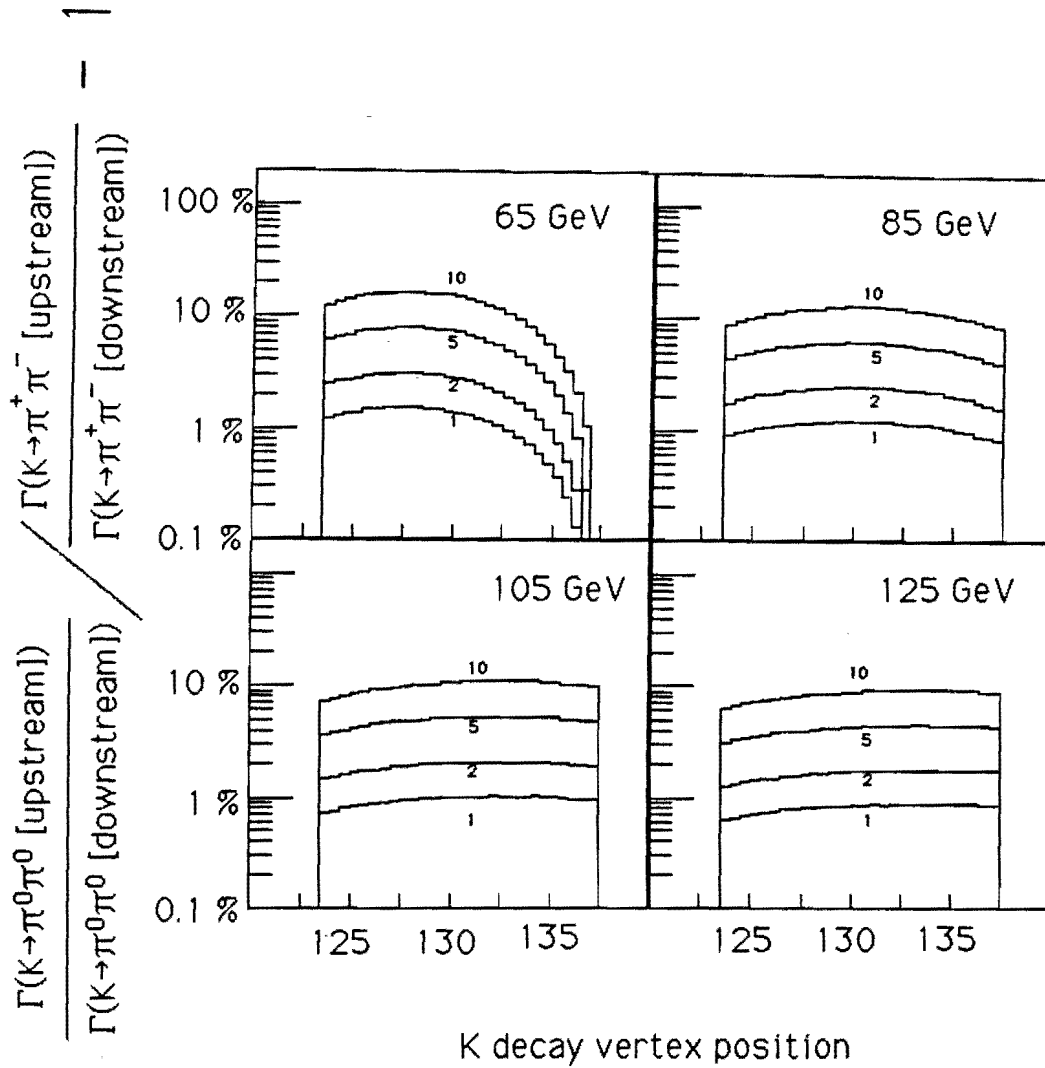 Γ(K→π⁰π⁰ [upstream])
Γ(K→π⁰π⁰ [downstream])
/
Γ(K→π⁺π⁻ [upstream])
Γ(K→π⁺π⁻ [downstream])
− 1
100 %
10 %
1 %
0.1 %
65 GeV
10
5
2
1
85 GeV
10
5
2
1
10 %
1 %
0.1 %
105 GeV
10
5
2
1
125 GeV
10
5
2
1
125 130 135
125 130 135
K decay vertex position